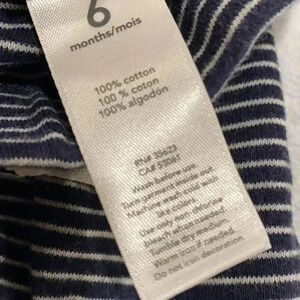 6
months/mois
100% cotton
100 % coton
100% algodón
RN# 35623
CA# 53061
Wash before use
Turn garment inside out
Machine wash cold with
like colors
Use only non-chlorine
bleach when needed
Tumble dry medium
Warm iron if needed
Do not iron decoration.